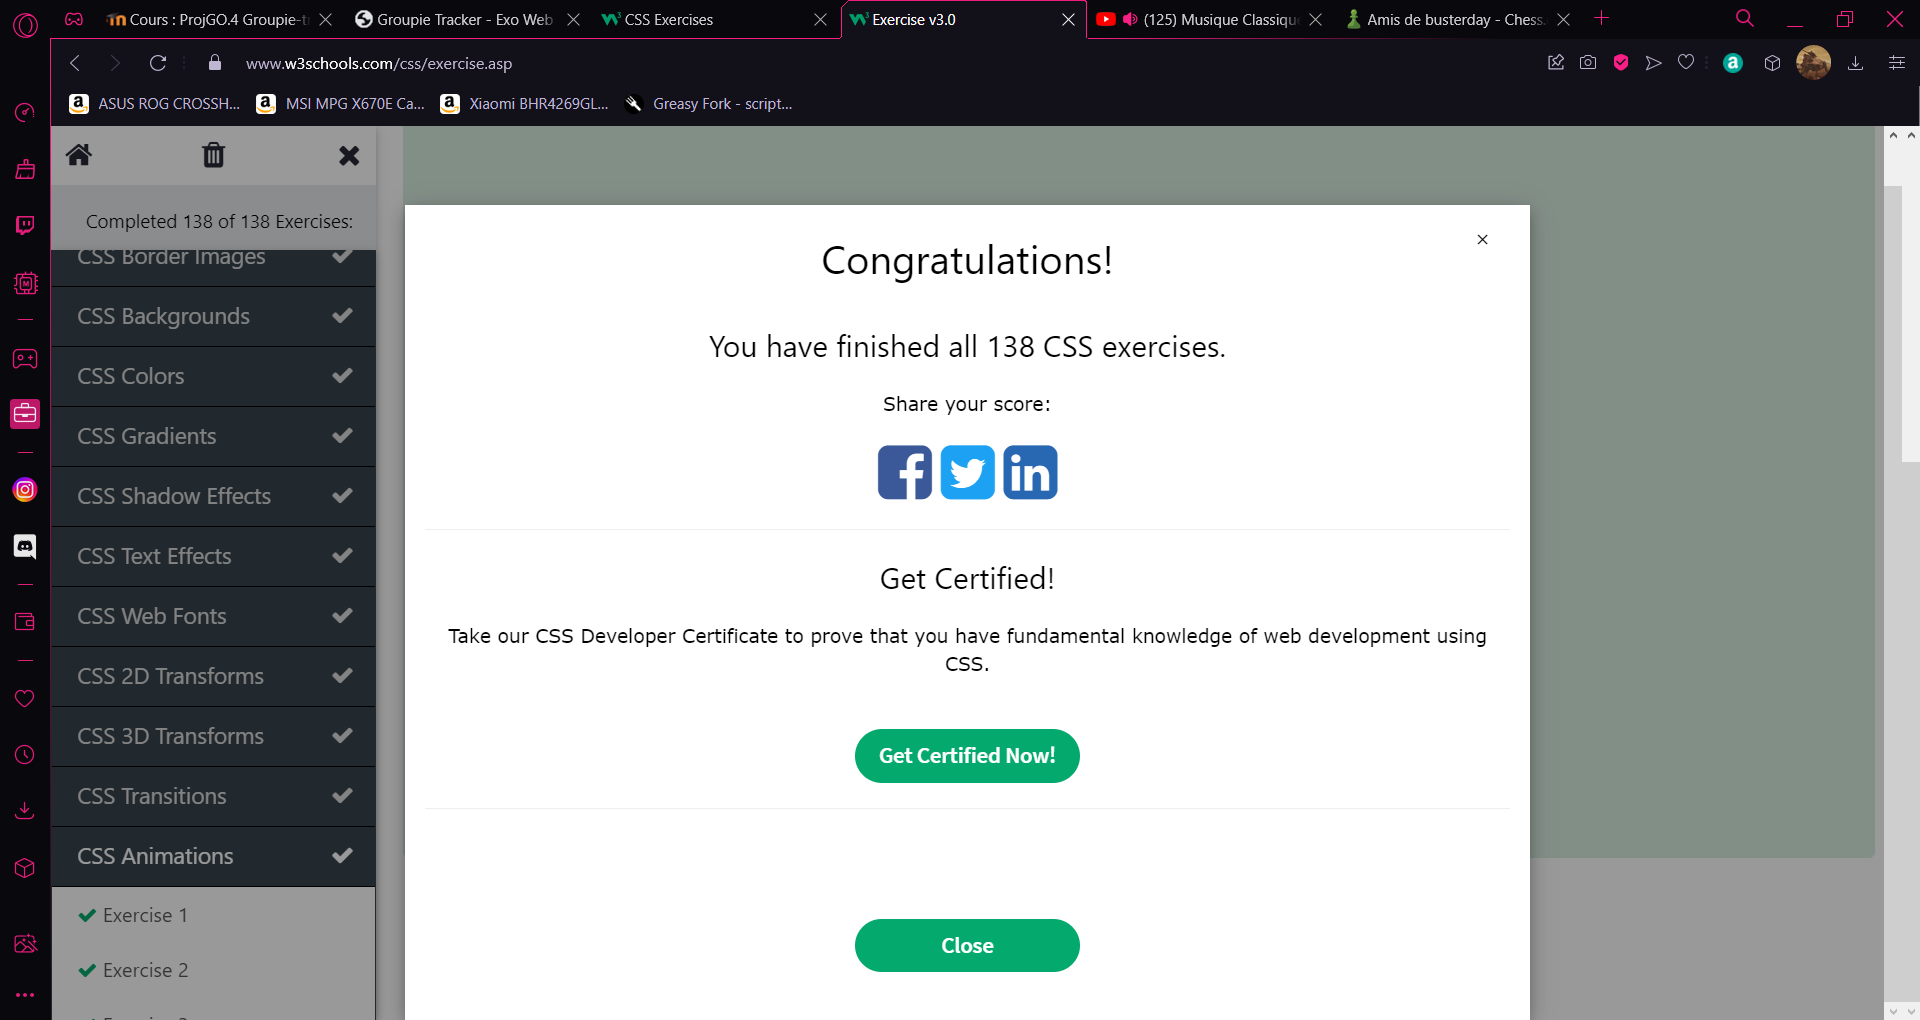 Cours : ProjGO.4 Groupie-tr
Groupie Tracker - Exo Web
CSS Exercises
Exercise v3.0
(125) Musique Classique
Amis de busterday - Chess.
www.w3schools.com/css/exercise.asp
ASUS ROG CROSSH...
MSI MPG X670E Ca...
Xiaomi BHR4269GL...
Greasy Fork - script...
Completed 138 of 138 Exercises:
CSS Border Images
CSS Backgrounds
CSS Colors
CSS Gradients
CSS Shadow Effects
CSS Text Effects
CSS Web Fonts
CSS 2D Transforms
CSS 3D Transforms
CSS Transitions
CSS Animations
Exercise 1
Exercise 2
Congratulations!
You have finished all 138 CSS exercises.
Share your score:
Get Certified!
Take our CSS Developer Certificate to prove that you have fundamental knowledge of web development using
CSS.
Get Certified Now!
Close